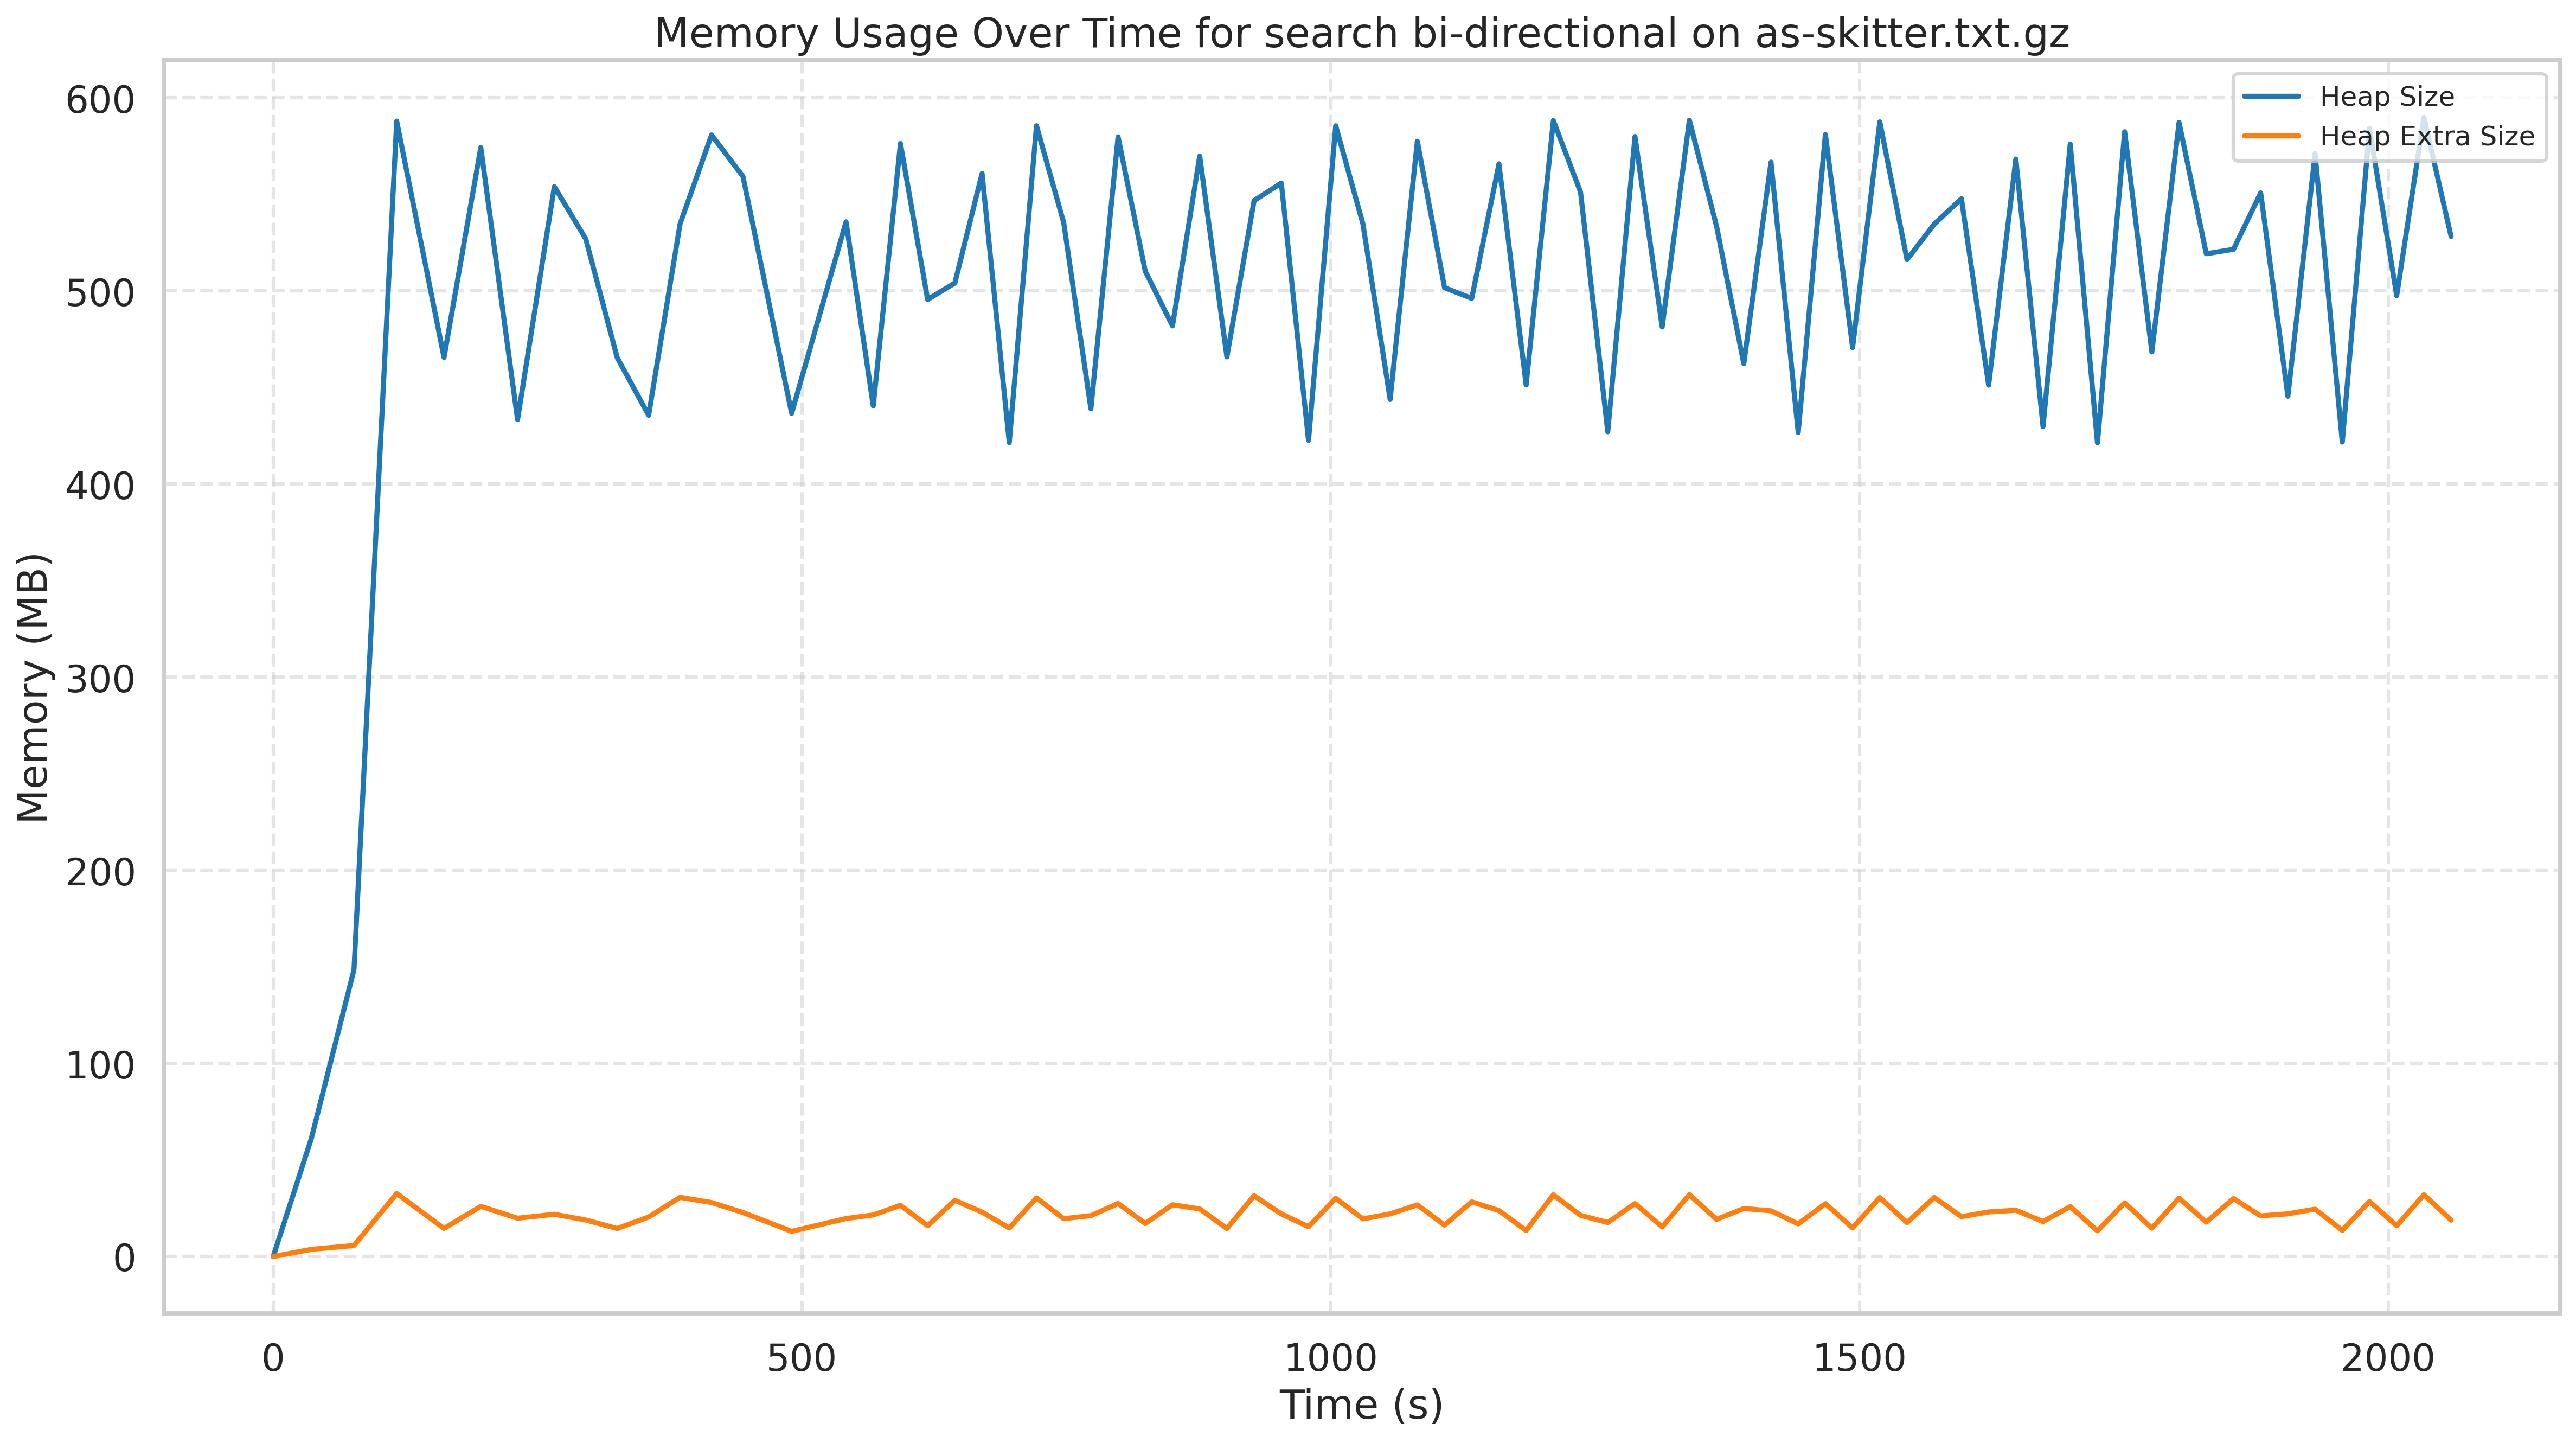 Memory Usage Over Time for search bi-directional on as-skitter.txt.gz
Heap Size
Heap Extra Size
600
500
400
300
200
100
0
Memory (MB)
0 500 1000 1500 2000
Time (s)